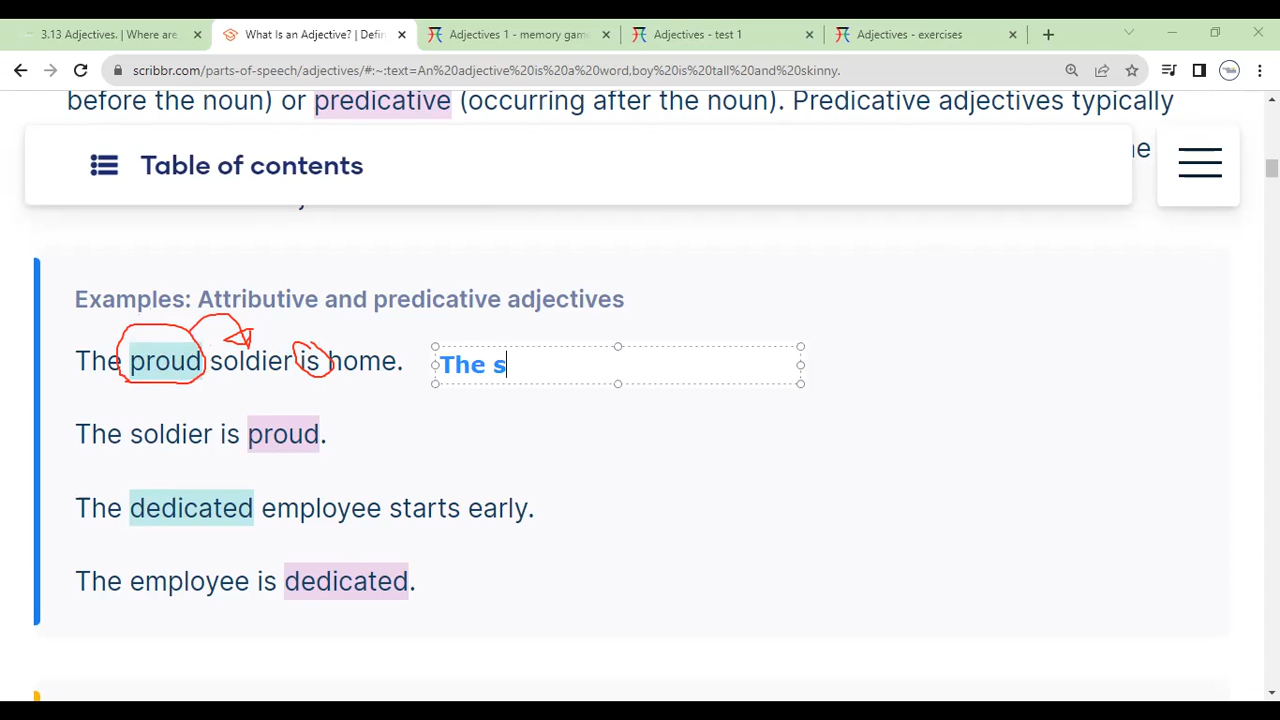 3.13 Adjectives. | Where are
What Is an Adjective? | Defin
Adjectives 1 - memory game
Adjectives - test 1
Adjectives - exercises
scribbr.com/parts-of-speech/adjectives/#:~:text=An%20adjective%20is%20a%20word,boy%20is%20tall%20and%20skinny.
before the noun) or predicative (occurring after the noun). Predicative adjectives typically
Table of contents
Examples: Attributive and predicative adjectives
The proud soldier is home.
The s
The soldier is proud.
The dedicated employee starts early.
The employee is dedicated.